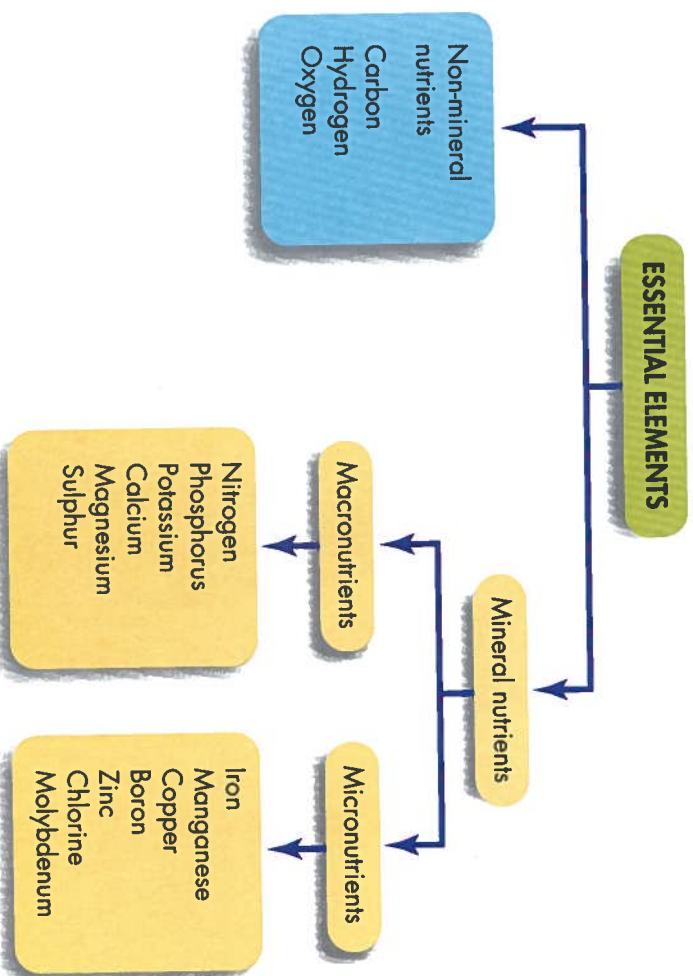 ESSENTIAL ELEMENTS
Non-mineral
nutrients
Carbon
Hydrogen
Oxygen
Mineral nutrients
Macronutrients
Nitrogen
Phosphorus
Potassium
Calcium
Magnesium
Sulphur
Micronutrients
Iron
Manganese
Copper
Boron
Zinc
Chlorine
Molybdenum